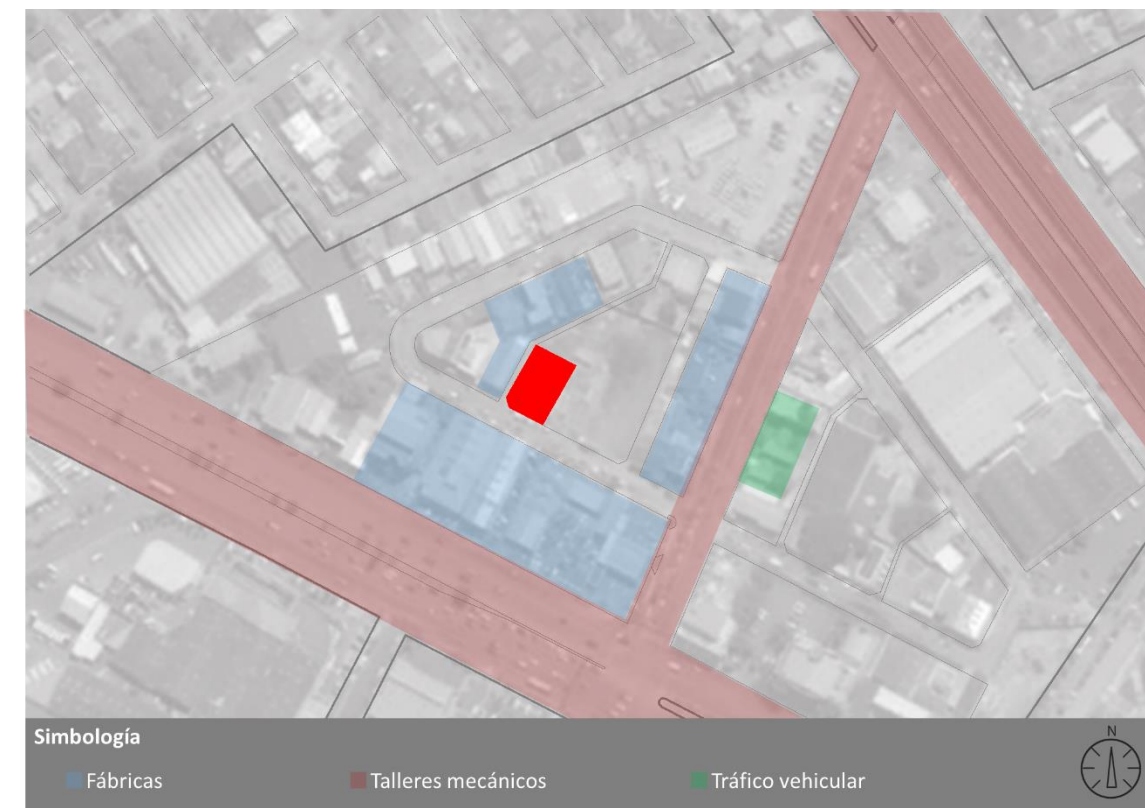 Simbología
N
Fábricas
Talleres mecánicos
Tráfico vehicular